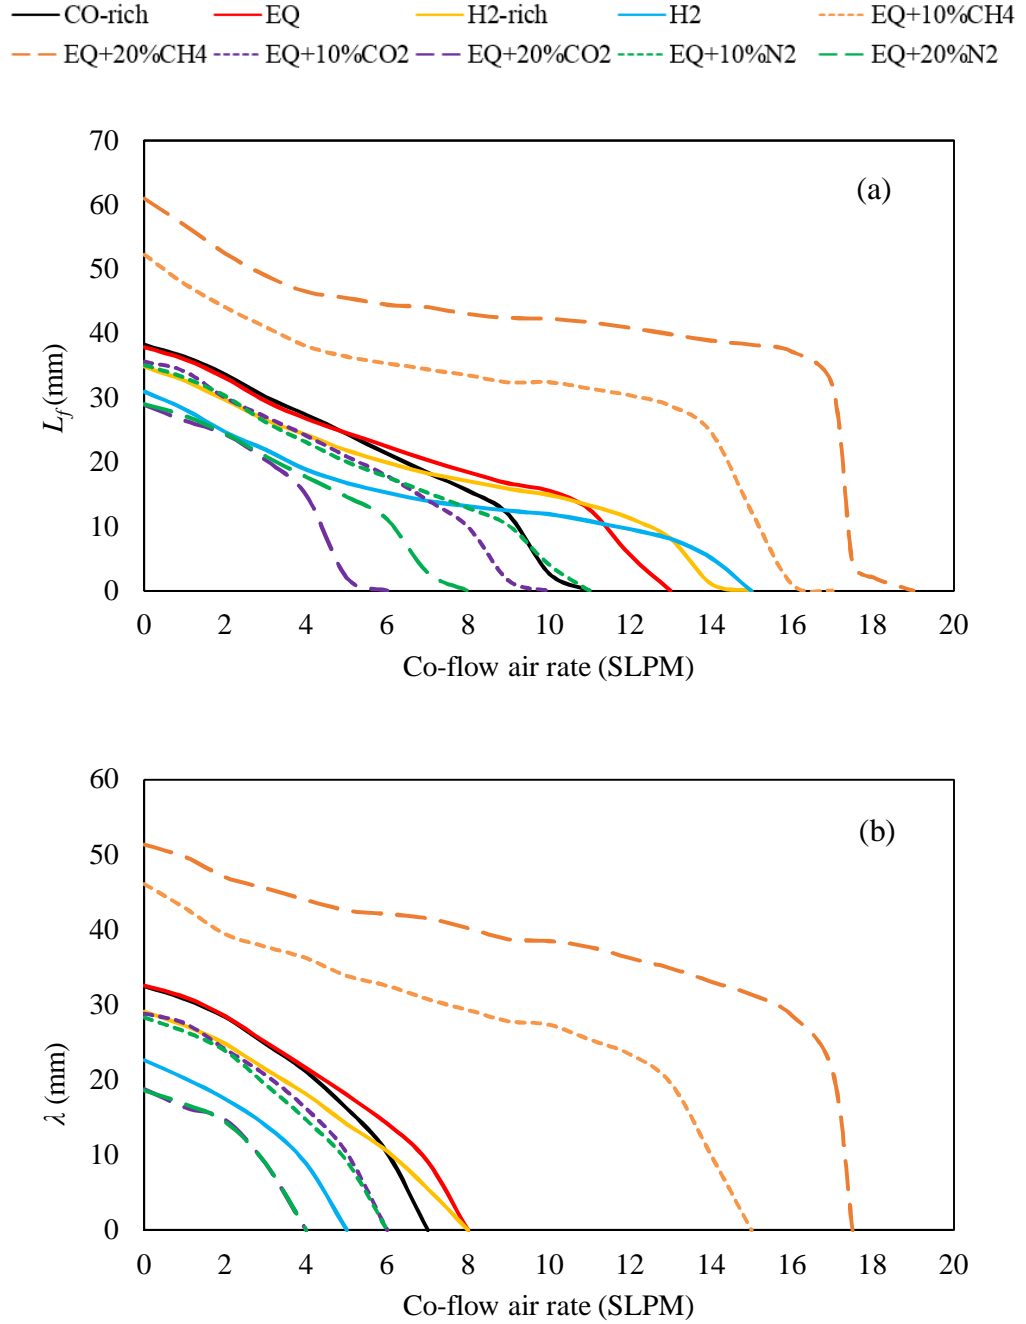 CO-rich EQ H2-rich H2 EQ+10%CH4
EQ+20%CH4 EQ+10%CO2 EQ+20%CO2 EQ+10%N2 EQ+20%N2
70
60
50
40
30
20
10
0
L_f (mm)
(a)
0 2 4 6 8 10 12 14 16 18 20
Co-flow air rate (SLPM)
60
50
40
30
20
10
0
λ (mm)
(b)
0 2 4 6 8 10 12 14 16 18 20
Co-flow air rate (SLPM)